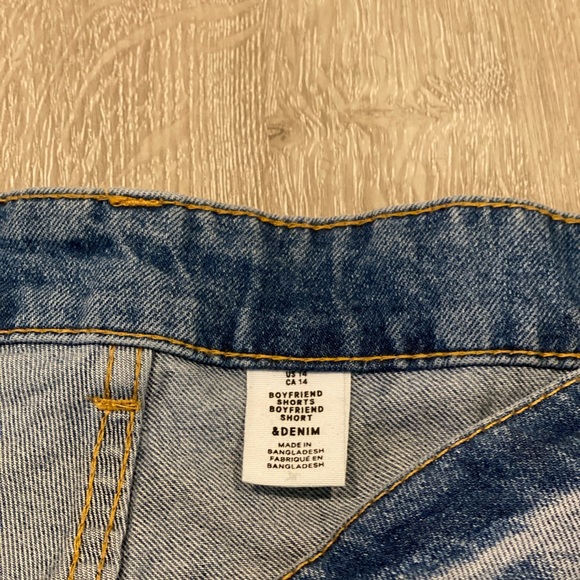 US 14
CA 14
BOYFRIEND
SHORTS
BOYFRIEND
SHORT
&DENIM
MADE IN
BANGLADESH
FABRIQUÉ EN
BANGLADESH